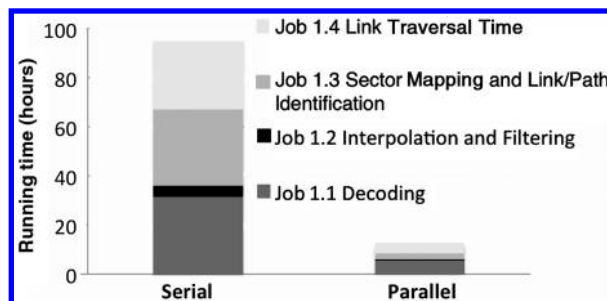 Running time (hours)
100
80
60
40
20
0
Job 1.4 Link Traversal Time
Job 1.3 Sector Mapping and Link/Path
Identification
Job 1.2 Interpolation and Filtering
Job 1.1 Decoding
Serial
Parallel